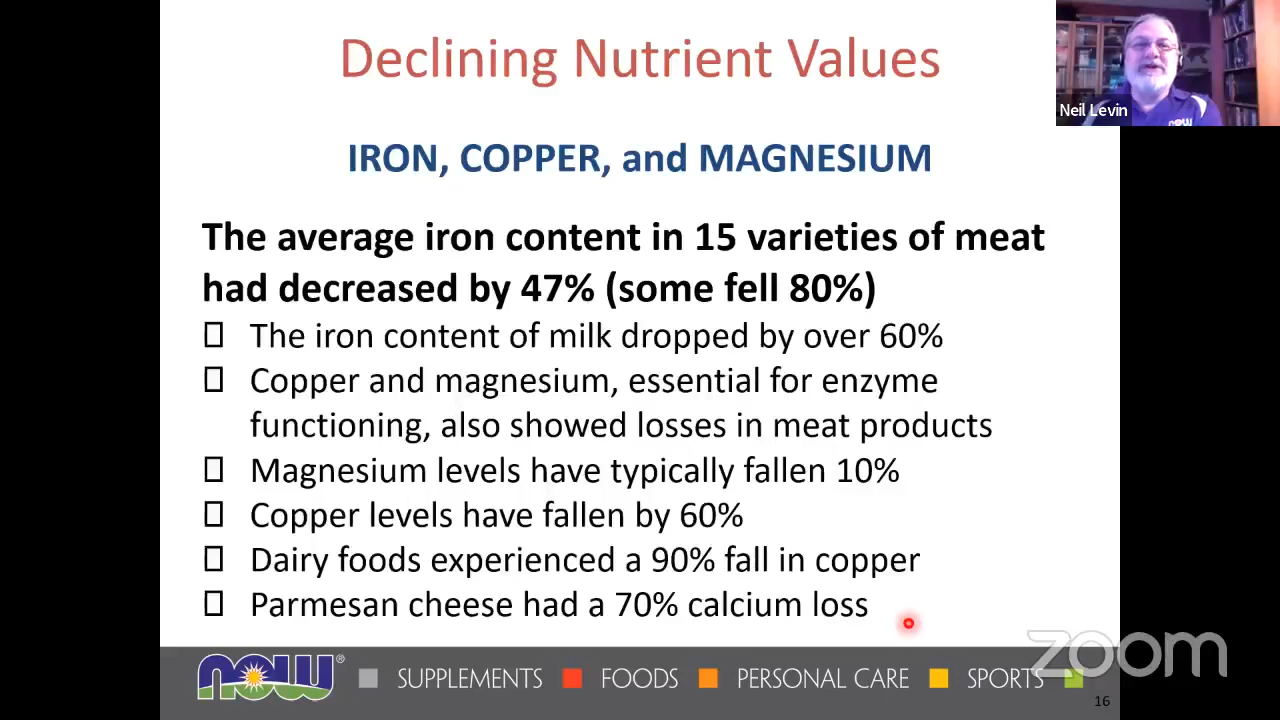 Declining Nutrient Values
Neil Levin
now
IRON, COPPER, and MAGNESIUM
The average iron content in 15 varieties of meat
had decreased by 47% (some fell 80%)
The iron content of milk dropped by over 60%
Copper and magnesium, essential for enzyme
functioning, also showed losses in meat products
Magnesium levels have typically fallen 10%
Copper levels have fallen by 60%
Dairy foods experienced a 90% fall in copper
Parmesan cheese had a 70% calcium loss
now® SUPPLEMENTS FOODS PERSONAL CARE SPORTS
zoom
16